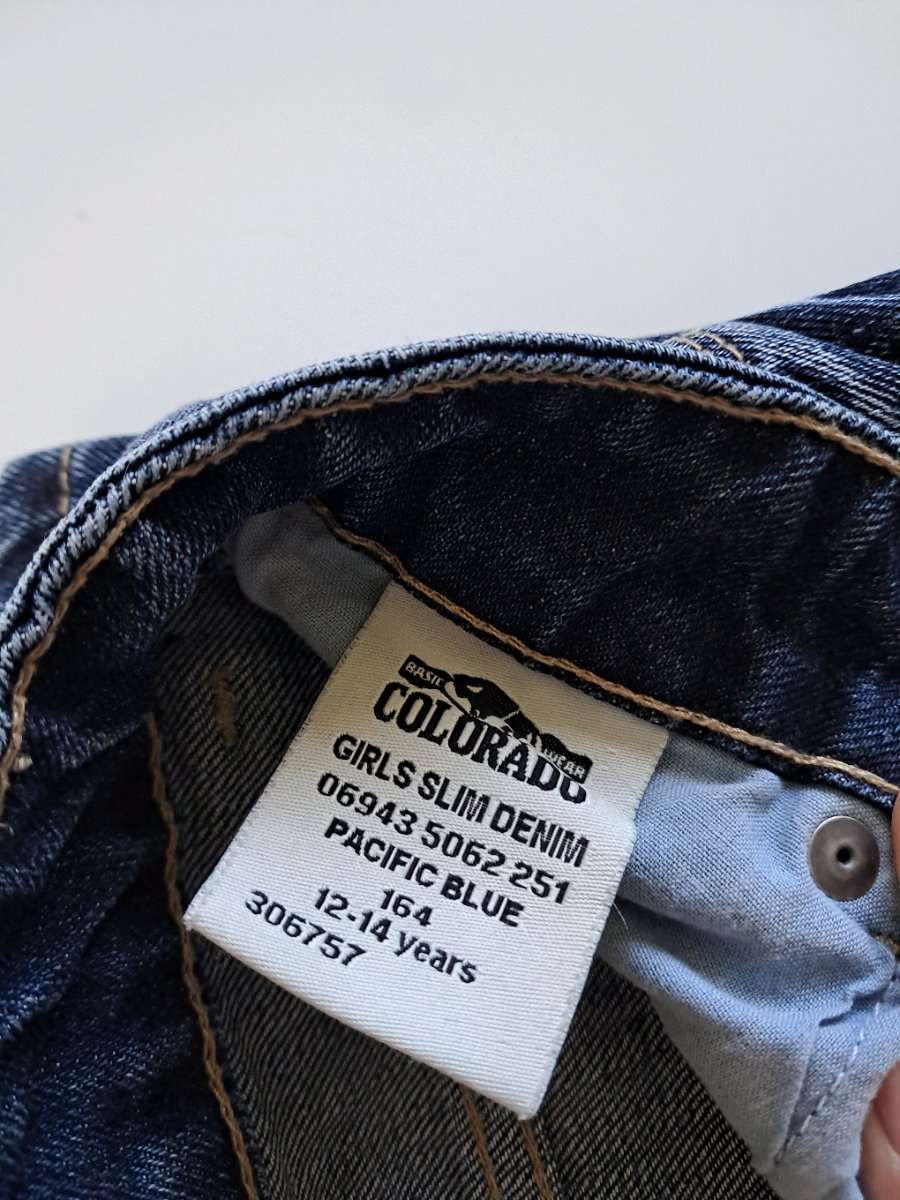 BASIC
COLORADO
WEAR
GIRLS SLIM DENIM
06943 5062 251
PACIFIC BLUE
164
12-14 years
306757